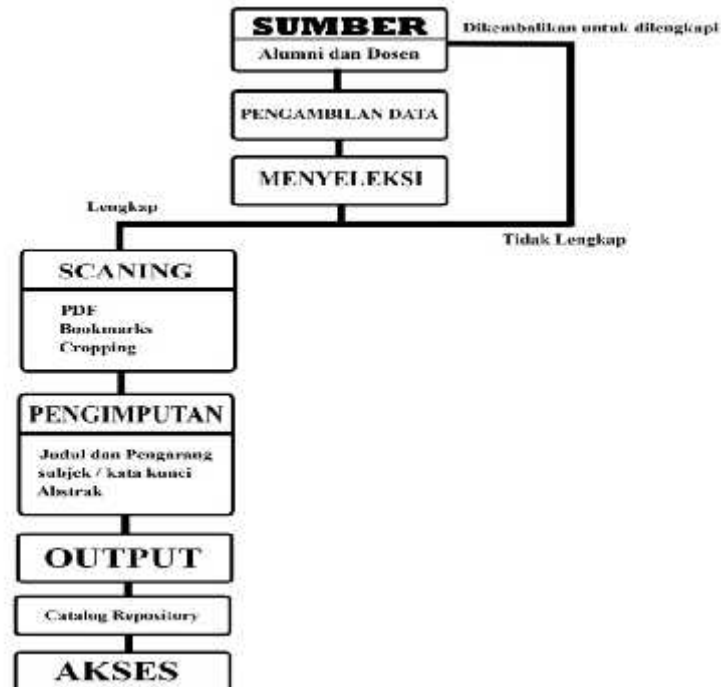 SUMBER
Dikembalikan untuk dilengkapi
Alumni dan Dosen
PENGAMBILAN DATA
MENYELEKSI
Lengkap
Tidak Lengkap
SCANING
PDF
Bookmarks
Cropping
PENGIMPUTAN
Judul dan Pengarang
subjek / kata kunci
Abstrak
OUTPUT
Catalog Repository
AKSES